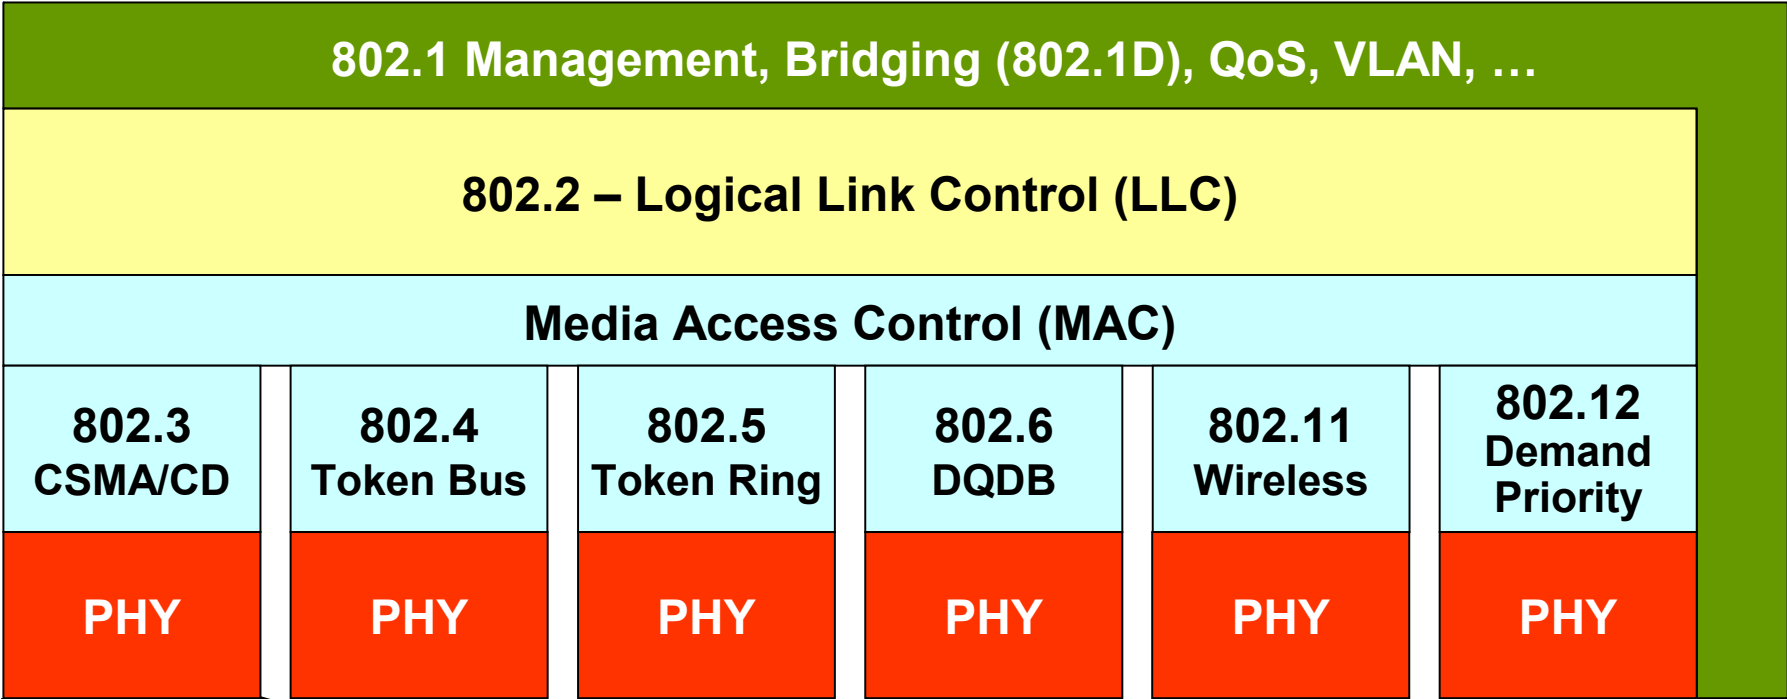 802.1 Management, Bridging (802.1D), QoS, VLAN, …
802.2 – Logical Link Control (LLC)
Media Access Control (MAC)
802.3
CSMA/CD
802.4
Token Bus
802.5
Token Ring
802.6
DQDB
802.11
Wireless
802.12
Demand
Priority
PHY
PHY
PHY
PHY
PHY
PHY